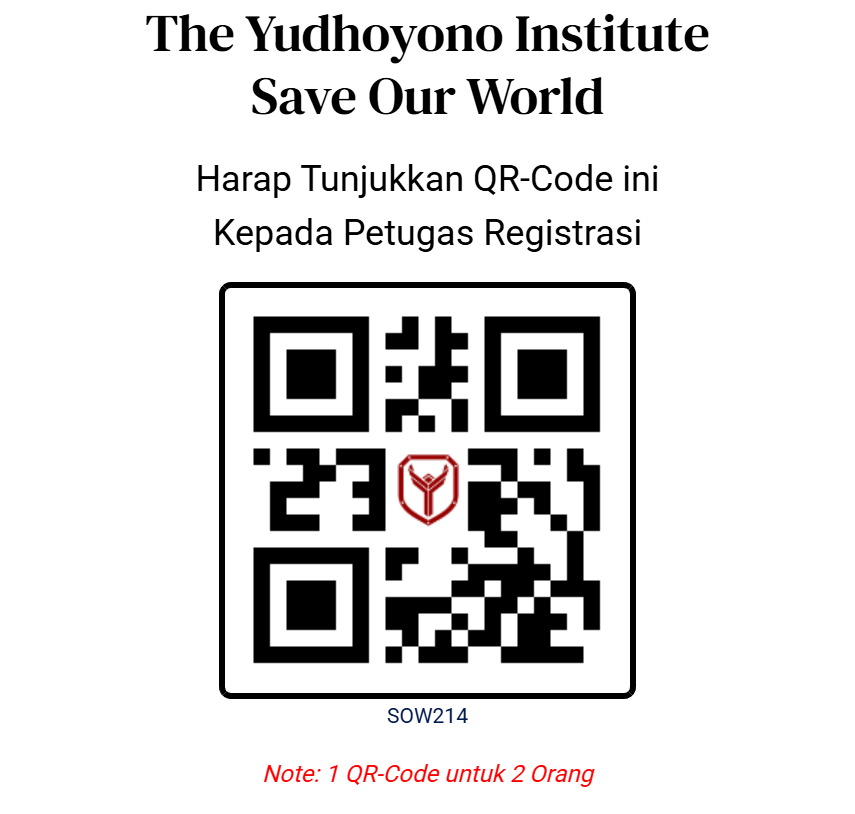 The Yudhoyono Institute
Save Our World
Harap Tunjukkan QR-Code ini
Kepada Petugas Registrasi
SOW214
Note: 1 QR-Code untuk 2 Orang